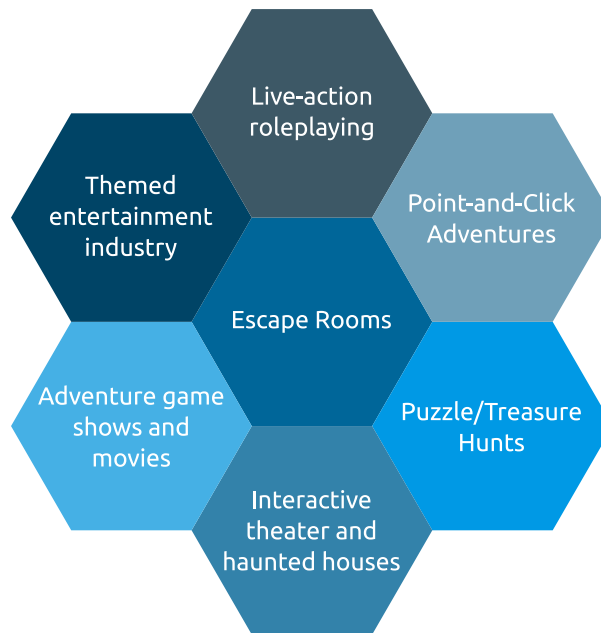 Live-action
roleplaying
Themed
entertainment
industry
Point-and-Click
Adventures
Escape Rooms
Adventure game
shows and
movies
Puzzle/Treasure
Hunts
Interactive
theater and
haunted houses